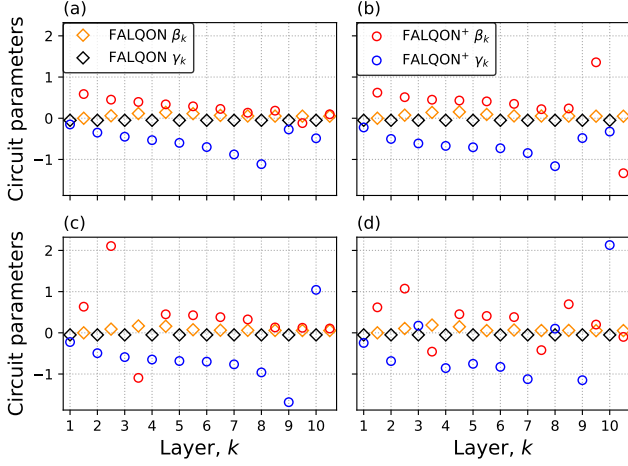 (a)
(b)
Circuit parameters
2
1
0
−1
FALQON βₖ
FALQON γₖ
FALQON⁺ βₖ
FALQON⁺ γₖ
(c)
(d)
Circuit parameters
2
1
0
−1
1 2 3 4 5 6 7 8 9 10
1 2 3 4 5 6 7 8 9 10
Layer, k
Layer, k